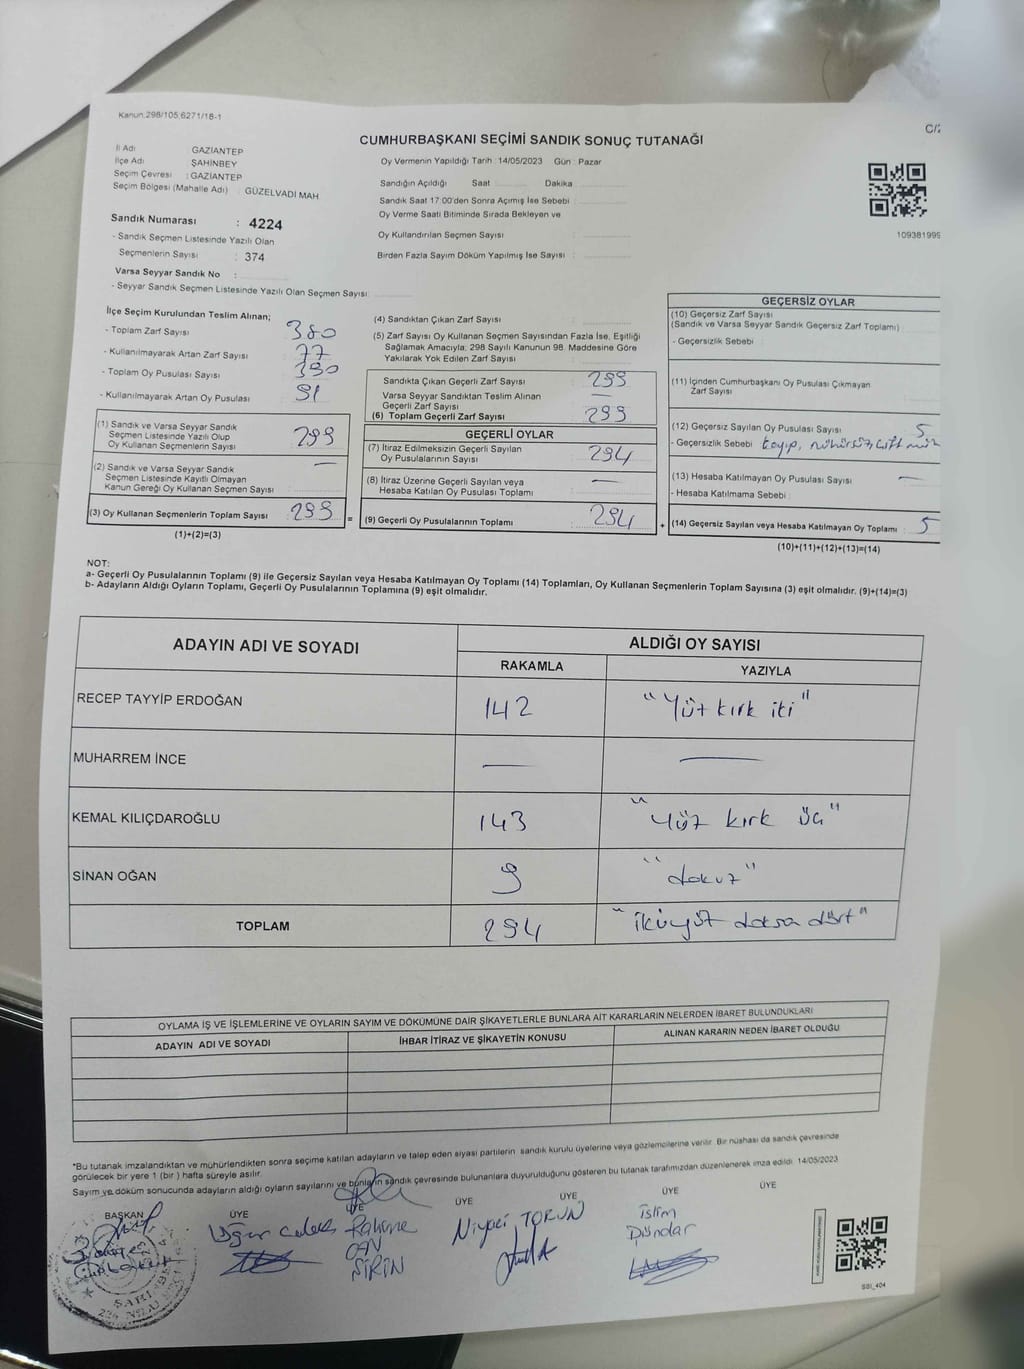 Kanun.298/105,6271/18-1
C/2
CUMHURBAŞKANI SEÇİMİ SANDIK SONUÇ TUTANAĞI
İl Adı GAZİANTEP
İlçe Adı ŞAHİNBEY
Seçim Çevresi : GAZİANTEP
Seçim Bölgesi (Mahalle Adı) : GÜZELVADİ MAH
Sandık Numarası : 4224
- Sandık Seçmen Listesinde Yazılı Olan
Seçmenlerin Sayısı : 374
Varsa Seyyar Sandık No :
- Seyyar Sandık Seçmen Listesinde Yazılı Olan Seçmen Sayısı:
Oy Vermenin Yapıldığı Tarih :14/05/2023 Gün : Pazar
Sandığın Açıldığı Saat Dakika
Sandık Saat 17:00'den Sonra Açımış İse Sebebi :
Oy Verme Saati Bitiminde Sırada Bekleyen ve
Oy Kullandırılan Seçmen Sayısı :
Birden Fazla Sayım Döküm Yapılmış İse Sayısı :
109381999
İlçe Seçim Kurulundan Teslim Alınan;
- Toplam Zarf Sayısı 380
- Kullanılmayarak Artan Zarf Sayısı 77
- Toplam Oy Pusulası Sayısı 390
- Kullanılmayarak Artan Oy Pusulası 91
(1) Sandık ve Varsa Seyyar Sandık
Seçmen Listesinde Yazılı Olup
Oy Kullanan Seçmenlerin Sayısı 299
(2) Sandık ve Varsa Seyyar Sandık
Seçmen Listesinde Kayıtlı Olmayan
Kanun Gereği Oy Kullanan Seçmen Sayısı —
(3) Oy Kullanan Seçmenlerin Toplam Sayısı 299 =
(1)+(2)=(3)
(4) Sandıktan Çıkan Zarf Sayısı
(5) Zarf Sayısı Oy Kullanan Seçmen Sayısından Fazla İse, Eşitliği
Sağlamak Amacıyla; 298 Sayılı Kanunun 98. Maddesine Göre
Yakılarak Yok Edilen Zarf Sayısı
Sandıkta Çıkan Geçerli Zarf Sayısı 299
Varsa Seyyar Sandıktan Teslim Alınan
Geçerli Zarf Sayısı —
(6) Toplam Geçerli Zarf Sayısı 299
GEÇERLİ OYLAR
(7) İtiraz Edilmeksizin Geçerli Sayılan
Oy Pusulalarının Sayısı 294
(8) İtiraz Üzerine Geçerli Sayılan veya
Hesaba Katılan Oy Pusulası Toplamı —
(9) Geçerli Oy Pusulalarının Toplamı 294 +
GEÇERSİZ OYLAR
(10) Geçersiz Zarf Sayısı
(Sandık ve Varsa Seyyar Sandık Geçersiz Zarf Toplamı)
- Geçersizlik Sebebi :
(11) İçinden Cumhurbaşkanı Oy Pusulası Çıkmayan
Zarf Sayısı
(12) Geçersiz Sayılan Oy Pusulası Sayısı 5
- Geçersizlik Sebebi kayıp, mühürsüz, çift müh
(13) Hesaba Katılmayan Oy Pusulası Sayısı —
- Hesaba Katılmama Sebebi :
(14) Geçersiz Sayılan veya Hesaba Katılmayan Oy Toplamı : 5
(10)+(11)+(12)+(13)=(14)
NOT:
a- Geçerli Oy Pusulalarının Toplamı (9) ile Geçersiz Sayılan veya Hesaba Katılmayan Oy Toplamı (14) Toplamları, Oy Kullanan Seçmenlerin Toplam Sayısına (3) eşit olmalıdır. (9)+(14)=(3)
b- Adayların Aldığı Oyların Toplamı, Geçerli Oy Pusulalarının Toplamına (9) eşit olmalıdır.
ADAYIN ADI VE SOYADI ALDIĞI OY SAYISI
RAKAMLA YAZIYLA
RECEP TAYYİP ERDOĞAN 142 "Yüz kırk iki"
MUHARREM İNCE — —
KEMAL KILIÇDAROĞLU 143 "Yüz kırk üç"
SİNAN OĞAN 9 "dokuz"
TOPLAM 294 "ikiyüz doksa dört"
OYLAMA İŞ VE İŞLEMLERİNE VE OYLARIN SAYIM VE DÖKÜMÜNE DAİR ŞİKAYETLERLE BUNLARA AİT KARARLARIN NELERDEN İBARET BULUNDUKLARI
ADAYIN ADI VE SOYADI İHBAR İTİRAZ VE ŞİKAYETİN KONUSU ALINAN KARARIN NEDEN İBARET OLDUĞU
*Bu tutanak imzalandıktan ve mühürlendikten sonra seçime katılan adayların ve talep eden siyasi partilerin sandık kurulu üyelerine veya gözlemcilerine verilir. Bir nüshası da sandık çevresinde
görülecek bir yere 1 (bir) hafta süreyle asılır.
Sayım ve döküm sonucunda adayların aldığı oyların sayılarını ve bunların sandık çevresinde bulunanlara duyurulduğunu gösteren bu tutanak tarafımızdan düzenlenerek imza edildi. 14/05/2023
BAŞKAN ÜYE ÜYE ÜYE ÜYE ÜYE ÜYE
Rahime
CAN
ŞİRİN
Niyazi TORUN
İslim
Dündar
SBI_404